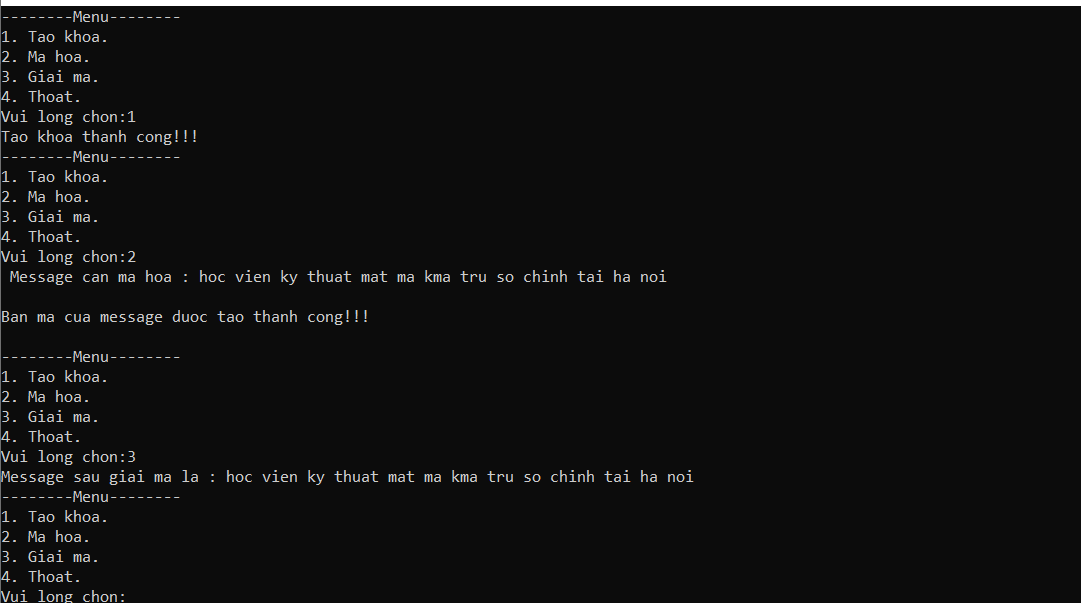 --------Menu--------
1. Tao khoa.
2. Ma hoa.
3. Giai ma.
4. Thoat.
Vui long chon:1
Tao khoa thanh cong!!!
--------Menu--------
1. Tao khoa.
2. Ma hoa.
3. Giai ma.
4. Thoat.
Vui long chon:2
 Message can ma hoa : hoc vien ky thuat mat ma kma tru so chinh tai ha noi
Ban ma cua message duoc tao thanh cong!!!
--------Menu--------
1. Tao khoa.
2. Ma hoa.
3. Giai ma.
4. Thoat.
Vui long chon:3
Message sau giai ma la : hoc vien ky thuat mat ma kma tru so chinh tai ha noi
--------Menu--------
1. Tao khoa.
2. Ma hoa.
3. Giai ma.
4. Thoat.
Vui long chon: